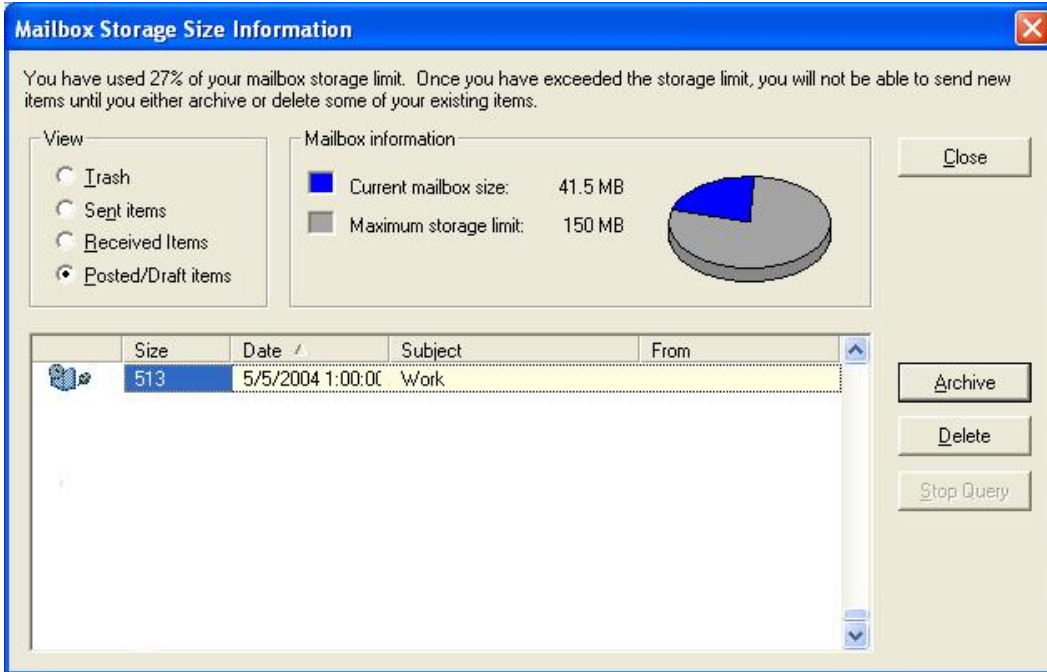 Mailbox Storage Size Information
You have used 27% of your mailbox storage limit. Once you have exceeded the storage limit, you will not be able to send new
items until you either archive or delete some of your existing items.
View
Trash
Sent items
Received Items
Posted/Draft items
Mailbox information
Current mailbox size: 41.5 MB
Maximum storage limit: 150 MB
Close
Size Date Subject From
513 5/5/2004 1:00:00 Work
Archive
Delete
Stop Query